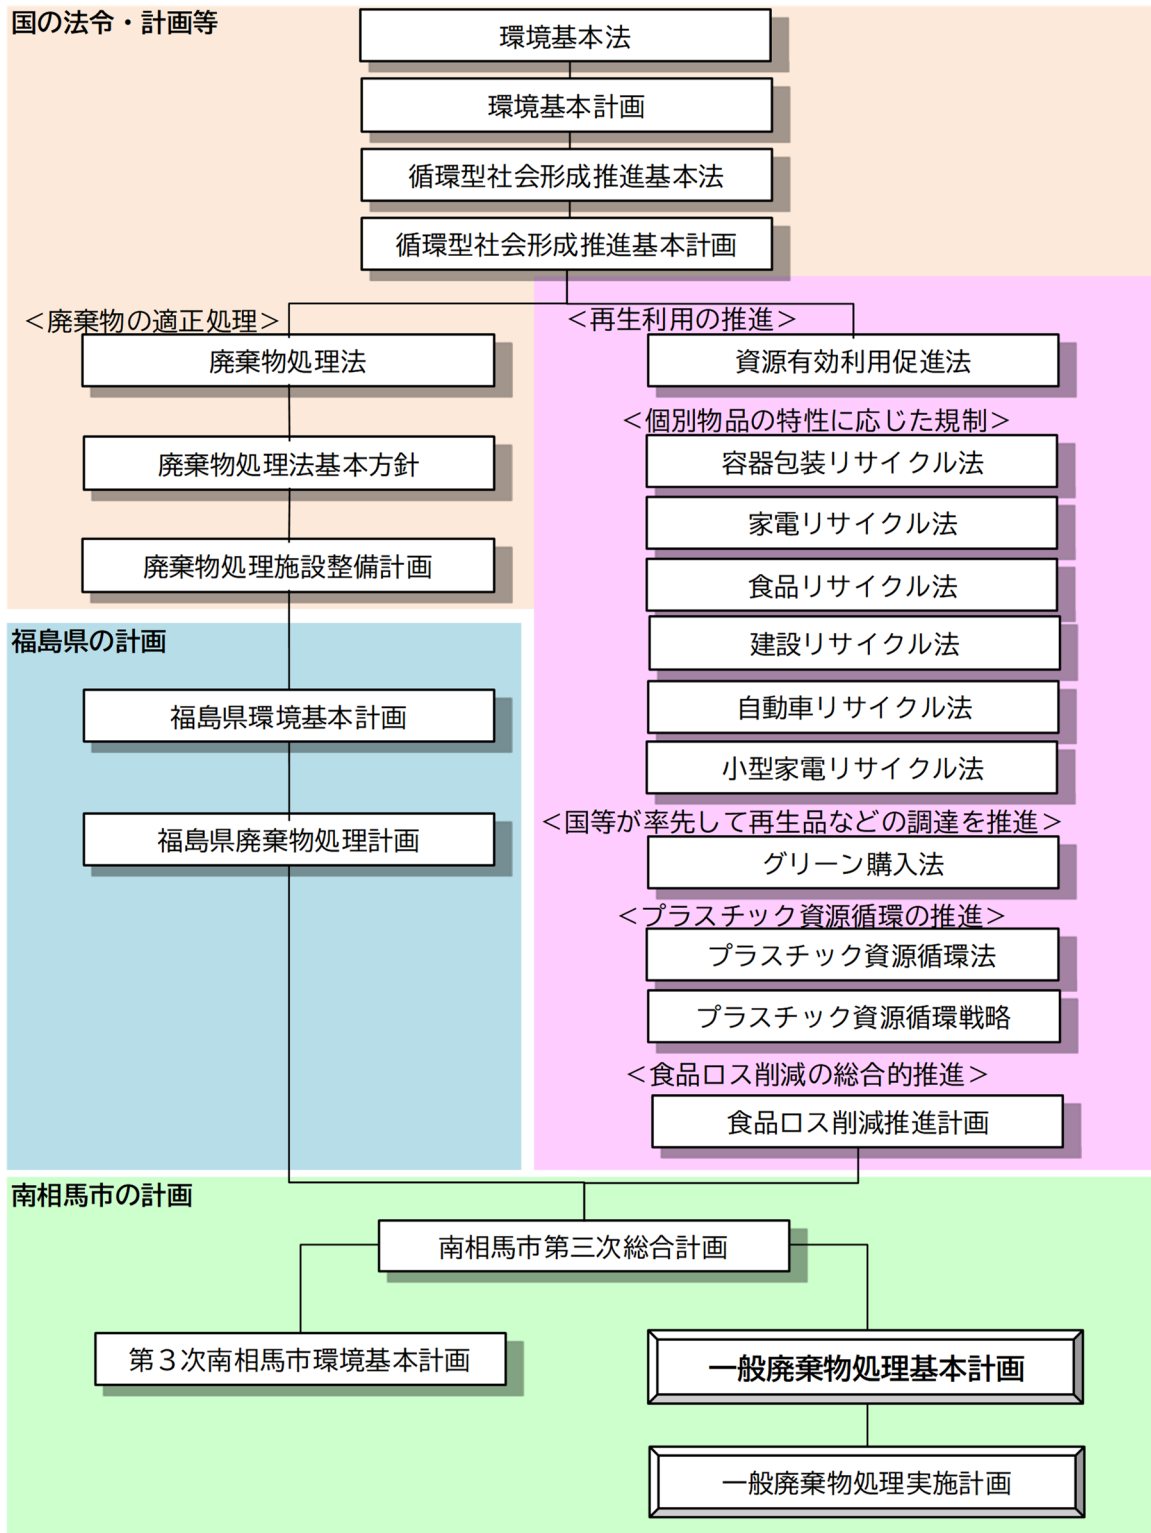 国の法令・計画等
環境基本法
環境基本計画
循環型社会形成推進基本法
循環型社会形成推進基本計画
＜廃棄物の適正処理＞
廃棄物処理法
廃棄物処理法基本方針
廃棄物処理施設整備計画
＜再生利用の推進＞
資源有効利用促進法
＜個別物品の特性に応じた規制＞
容器包装リサイクル法
家電リサイクル法
食品リサイクル法
建設リサイクル法
自動車リサイクル法
小型家電リサイクル法
＜国等が率先して再生品などの調達を推進＞
グリーン購入法
＜プラスチック資源循環の推進＞
プラスチック資源循環法
プラスチック資源循環戦略
＜食品ロス削減の総合的推進＞
食品ロス削減推進計画
福島県の計画
福島県環境基本計画
福島県廃棄物処理計画
南相馬市の計画
南相馬市第三次総合計画
第３次南相馬市環境基本計画
一般廃棄物処理基本計画
一般廃棄物処理実施計画